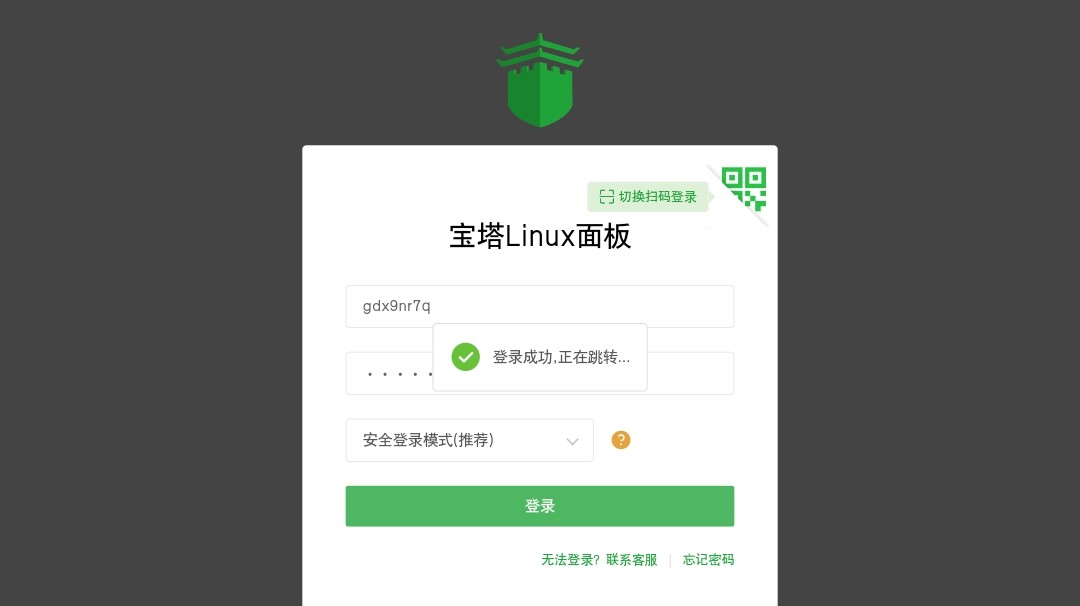 切换扫码登录
宝塔Linux面板
gdx9nr7q
登录成功,正在跳转...
安全登录模式(推荐)
?
登录
无法登录? 联系客服 | 忘记密码